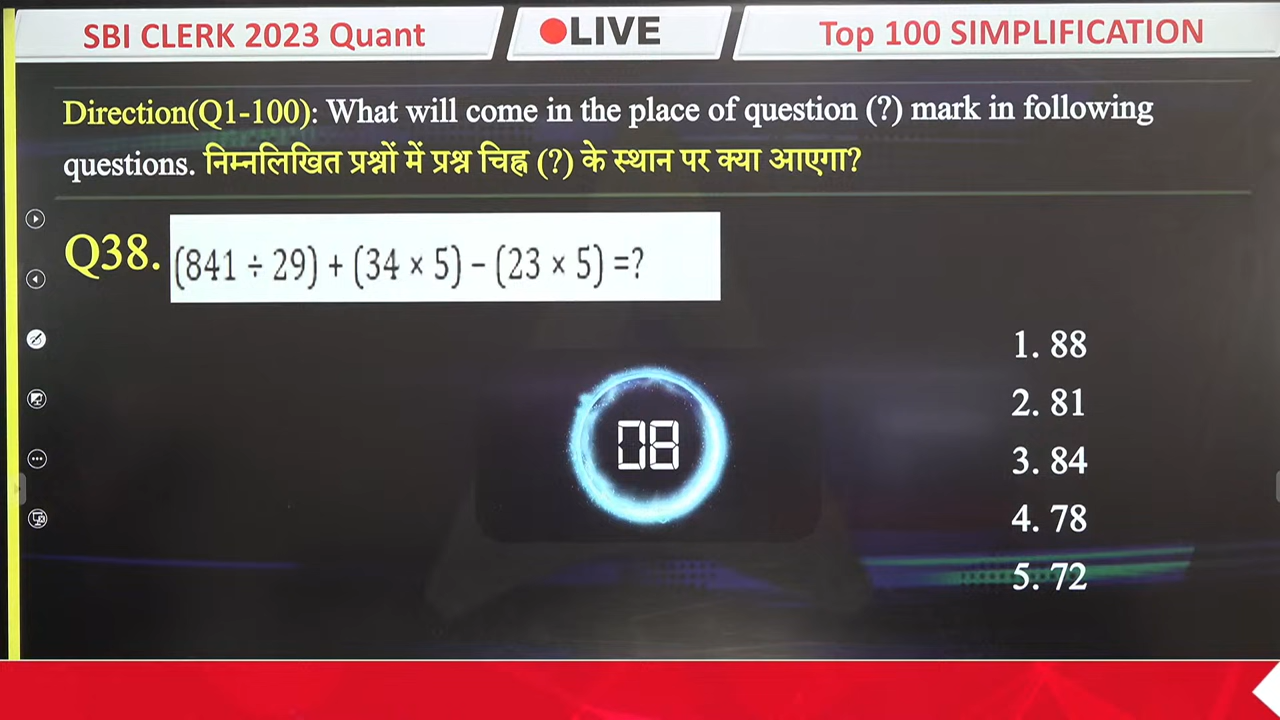 SBI CLERK 2023 Quant
LIVE
Top 100 SIMPLIFICATION
Direction(Q1-100): What will come in the place of question (?) mark in following
questions. निम्नलिखित प्रश्नों में प्रश्न चिह्न (?) के स्थान पर क्या आएगा?
Q38. (841 ÷ 29) + (34 × 5) − (23 × 5) =?
1. 88
2. 81
3. 84
4. 78
5. 72
08